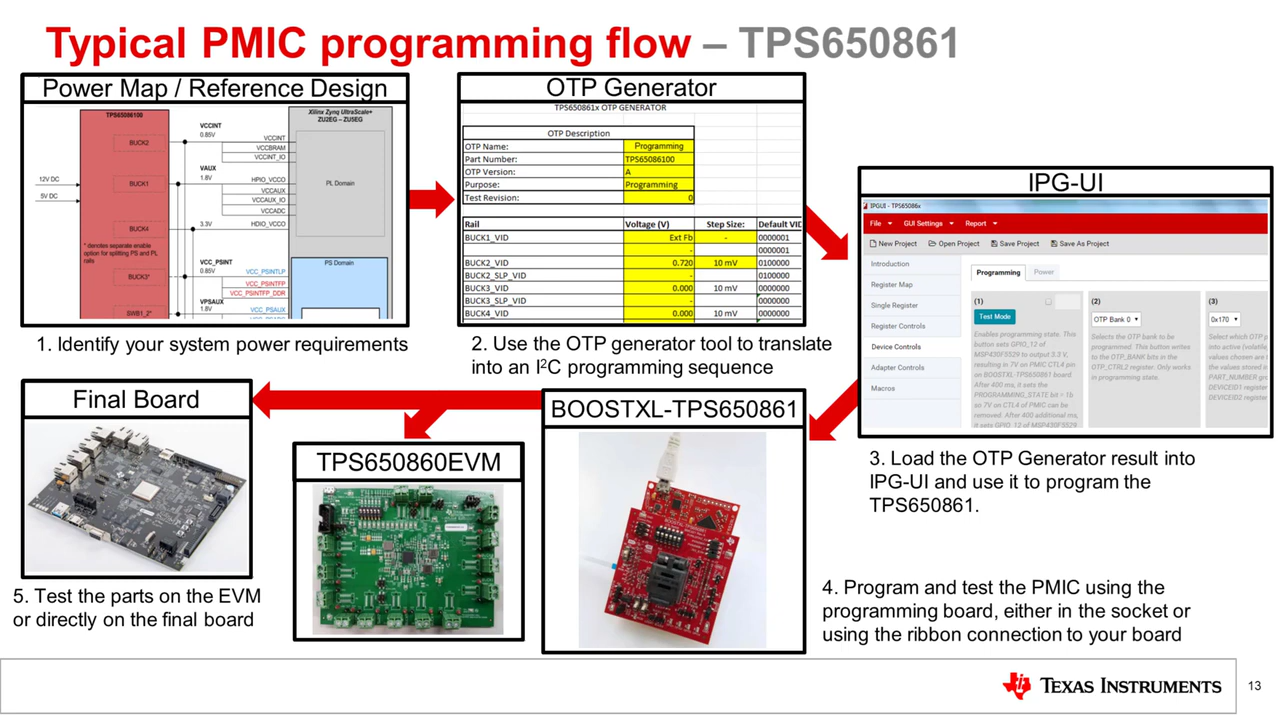 Typical PMIC programming flow – TPS650861
Power Map / Reference Design
TPS65086100
Xilinx Zynq UltraScale+
ZU2EG – ZU5EG
VCCINT
0.85V
BUCK2
VCCINT
VCCBRAM
VCCINT_IO
VAUX
1.8V
12V DC
5V DC
BUCK1
HPIO_VCCO
PL Domain
VCCAUX
VCCAUX_IO
VCCADC
3.3V
HDIO_VCCO
BUCK4
* denotes separate enable
option for splitting PS and PL
rails
VCC_PSINT
0.85V
PS Domain
BUCK3*
VCC_PSINTLP
VCC_PSINTFP
VCC_PSINTFP_DDR
VPSAUX
1.8V
SWB1_2*
VCC_PSAUX
1. Identify your system power requirements
OTP Generator
TPS650861x OTP GENERATOR
OTP Description
OTP Name: Programming
Part Number: TPS65086100
OTP Version: A
Purpose: Programming
Test Revision: 0
Rail Voltage (V) Step Size: Default VID
BUCK1_VID Ext Fb - 0000001
- 0000001
BUCK2_VID 0.720 10 mV 0100000
BUCK2_SLP_VID - 0100000
BUCK3_VID 0.000 10 mV 0000000
BUCK3_SLP_VID - 0000000
BUCK4_VID 0.000 10 mV 0000000
2. Use the OTP generator tool to translate
into an I²C programming sequence
IPG-UI
IPGUI - TPS65086x
File GUI Settings Report
New Project Open Project Save Project Save As Project
Introduction
Register Map
Single Register
Register Controls
Device Controls
Adapter Controls
Macros
Programming Power
(1)
Test Mode
Enables programming state. This
button sets GPIO_12 of
MSP430F5529 to output 3.3 V,
resulting in 7V on CTL4 pin
on BOOSTXL-TPS650861 board
After 400 ms, it sets the
PROGRAMMING_STATE bit = 1b
so 7V on CTL4 of PMIC can be
removed. After 400 additional ms,
it sets GPIO_12 of MSP430F5529
(2)
OTP Bank 0
Selects the OTP bank to be
programmed. This button writes
to the OTP_BANK bits in the
OTP_CTRL2 register. Only works
in programming state.
(3)
0x170
Select which OTP p
into active (volatile
values chosen are t
the values stored i
PART_NUMBER gr
DEVICEID1 register
DEVICEID2 register
3. Load the OTP Generator result into
IPG-UI and use it to program the
TPS650861.
BOOSTXL-TPS650861
4. Program and test the PMIC using the
programming board, either in the socket or
using the ribbon connection to your board
TPS650860EVM
Final Board
5. Test the parts on the EVM
or directly on the final board
TEXAS INSTRUMENTS
13